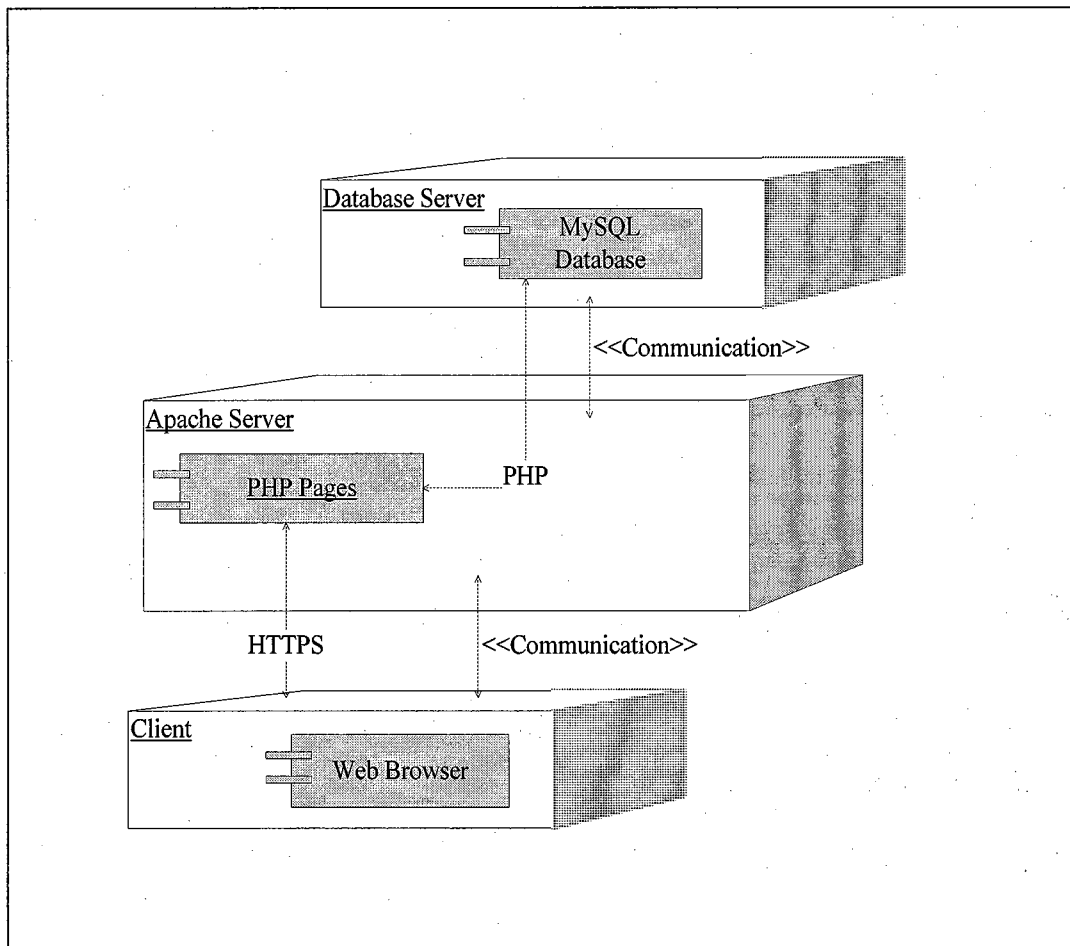 Database Server
MySQL
Database
<<Communication>>
Apache Server
PHP Pages
PHP
HTTPS
<<Communication>>
Client
Web Browser